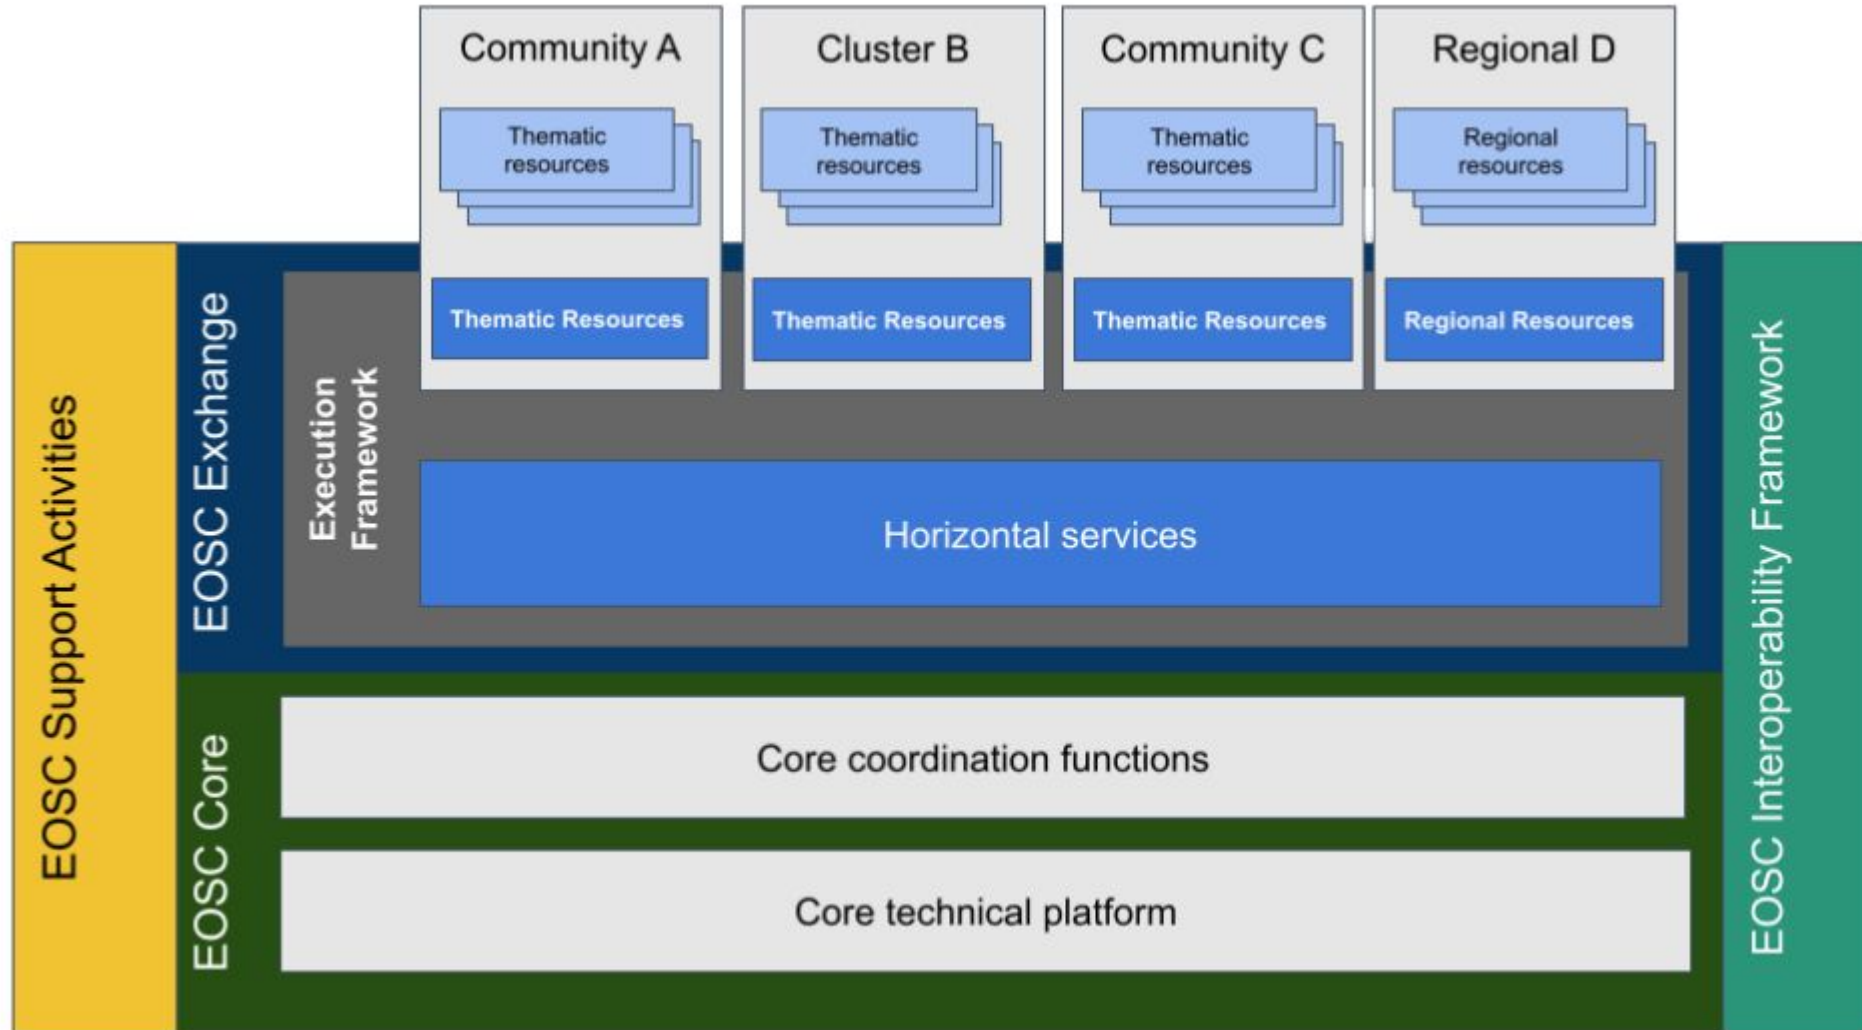 Community A
Thematic
resources
Thematic Resources
Cluster B
Thematic
resources
Thematic Resources
Community C
Thematic
resources
Thematic Resources
Regional D
Regional
resources
Regional Resources
EOSC Support Activities
EOSC Exchange
Execution
Framework
Horizontal services
EOSC Core
Core coordination functions
Core technical platform
EOSC Interoperability Framework